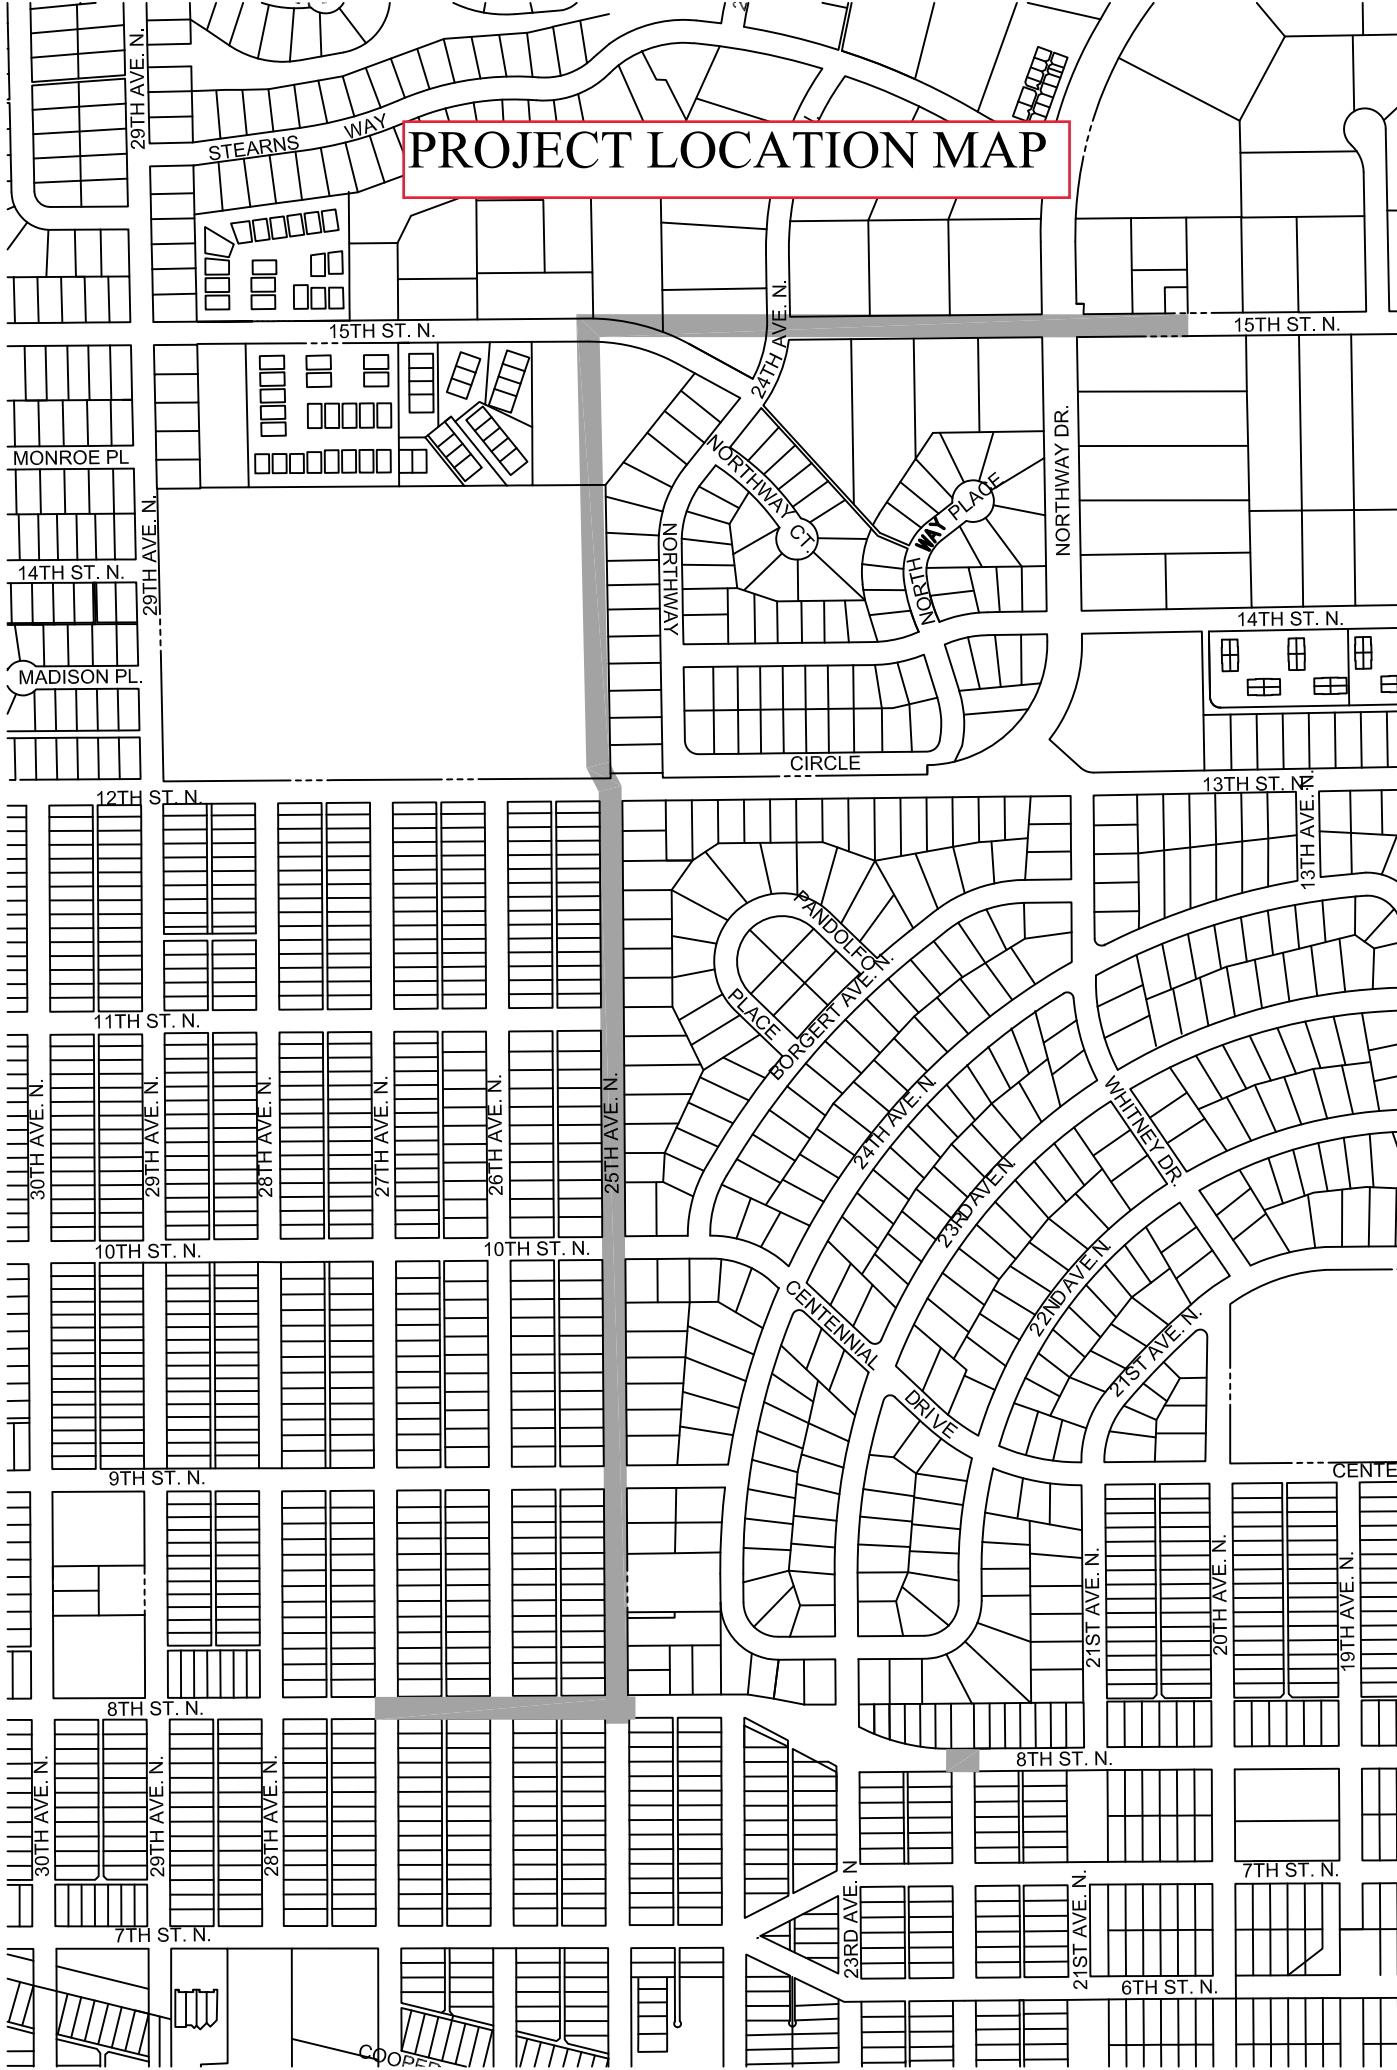 29TH AVE. N.
STEARNS WAY
PROJECT LOCATION MAP
15TH ST. N.
24TH AVE. N.
15TH ST. N.
MONROE PL
NORTHWAY CT.
NORTH WAY PLACE
NORTHWAY DR.
29TH AVE. N.
14TH ST. N.
NORTHWAY
14TH ST. N.
MADISON PL.
CIRCLE
12TH ST. N.
13TH ST. N.
13TH AVE. N.
PANDOLFO
PLACE
BORGERT AVE. N.
11TH ST. N.
30TH AVE. N.
29TH AVE. N.
28TH AVE. N.
27TH AVE. N.
26TH AVE. N.
25TH AVE. N.
24TH AVE. N.
WHITNEY DR.
23RD AVE N.
10TH ST. N.
10TH ST. N.
22ND AVE N.
CENTENNIAL
DRIVE
21ST AVE. N.
9TH ST. N.
CENTE
21ST AVE. N.
20TH AVE. N.
19TH AVE. N.
8TH ST. N.
8TH ST. N.
30TH AVE. N.
29TH AVE. N.
28TH AVE. N.
23RD AVE. N
21ST AVE. N.
7TH ST. N.
7TH ST. N.
6TH ST. N.
COOPER